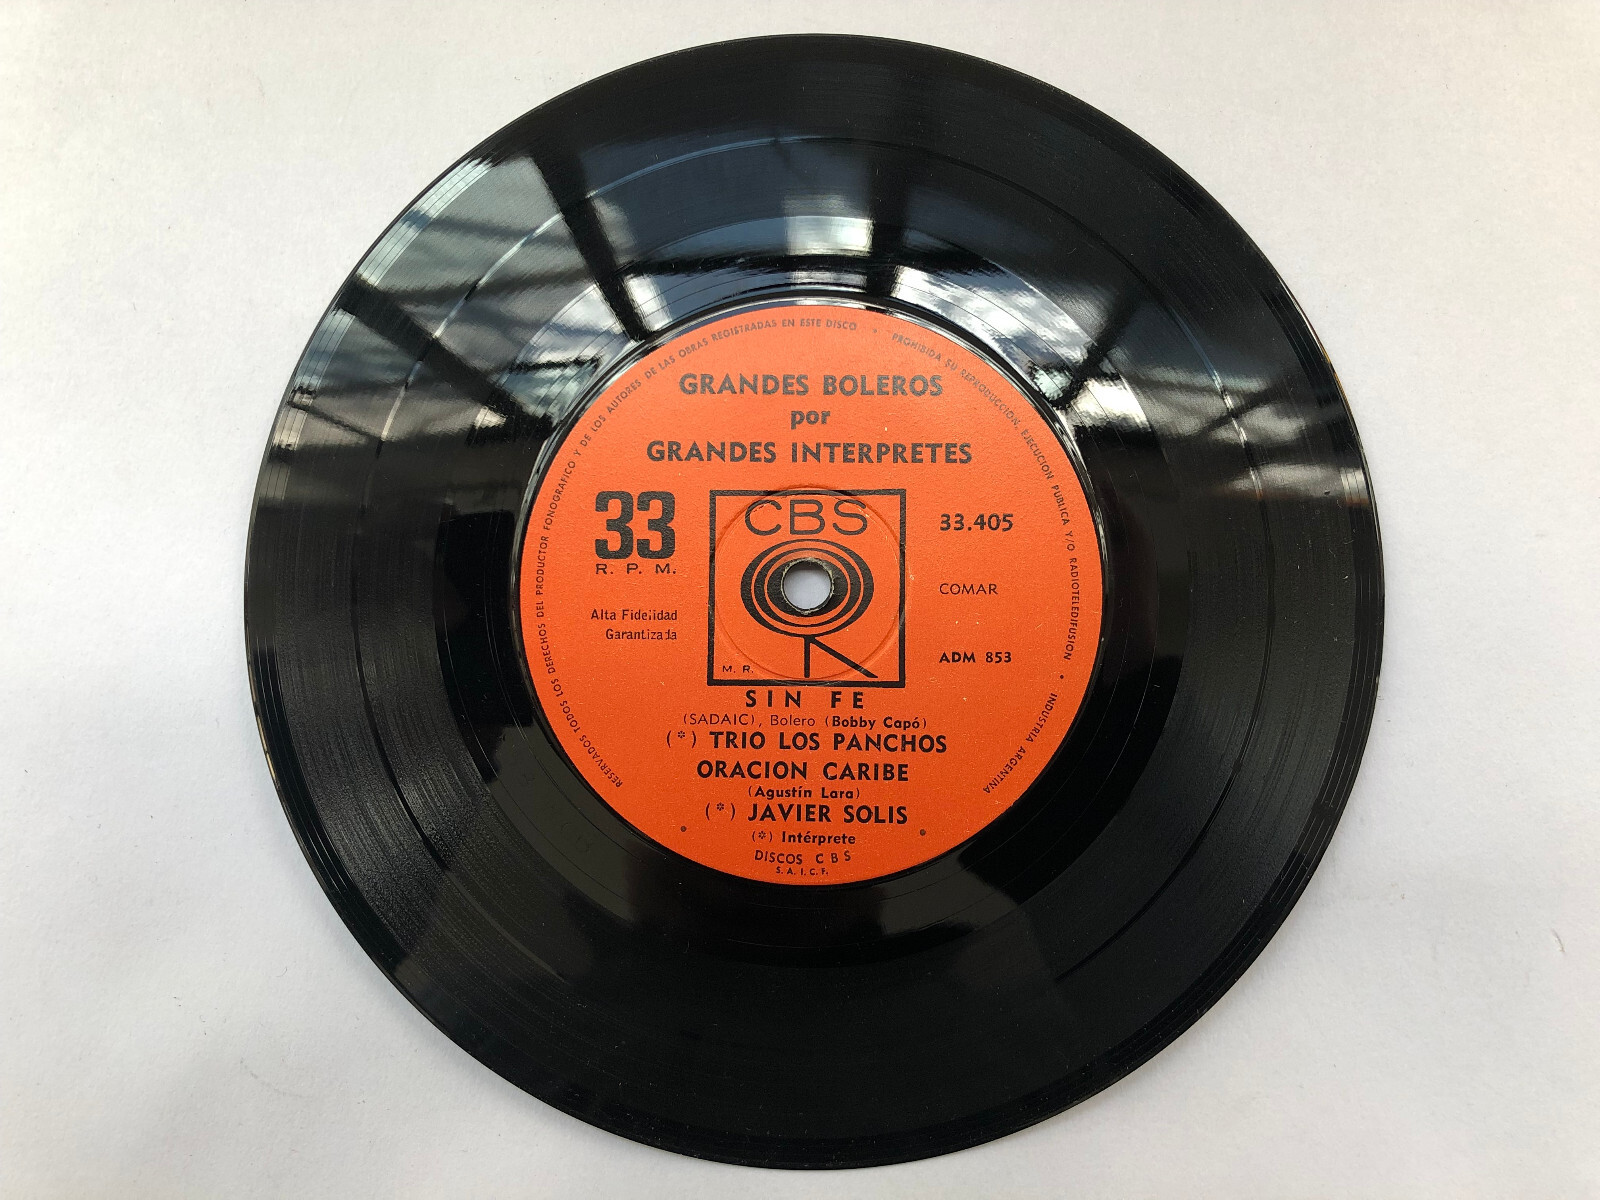 RESERVADOS TODOS LOS DERECHOS DEL PRODUCTOR FONOGRAFICO Y DE LOS AUTORES DE LAS OBRAS REGISTRADAS EN ESTE DISCO • PROHIBIDA SU REPRODUCCION, EJECUCION PUBLICA Y/O RADIOTELEDIFUSION • INDUSTRIA ARGENTINA
GRANDES BOLEROS
por
GRANDES INTERPRETES
33
R. P. M.
Alta Fidelidad
Garantizada
CBS
M. R.
33.405
COMAR
ADM 853
SIN FE
(SADAIC), Bolero (Bobby Capó)
(*) TRIO LOS PANCHOS
ORACION CARIBE
(Agustín Lara)
(*) JAVIER SOLIS
(*) Intérprete
DISCOS CBS
S. A. I. C. F.